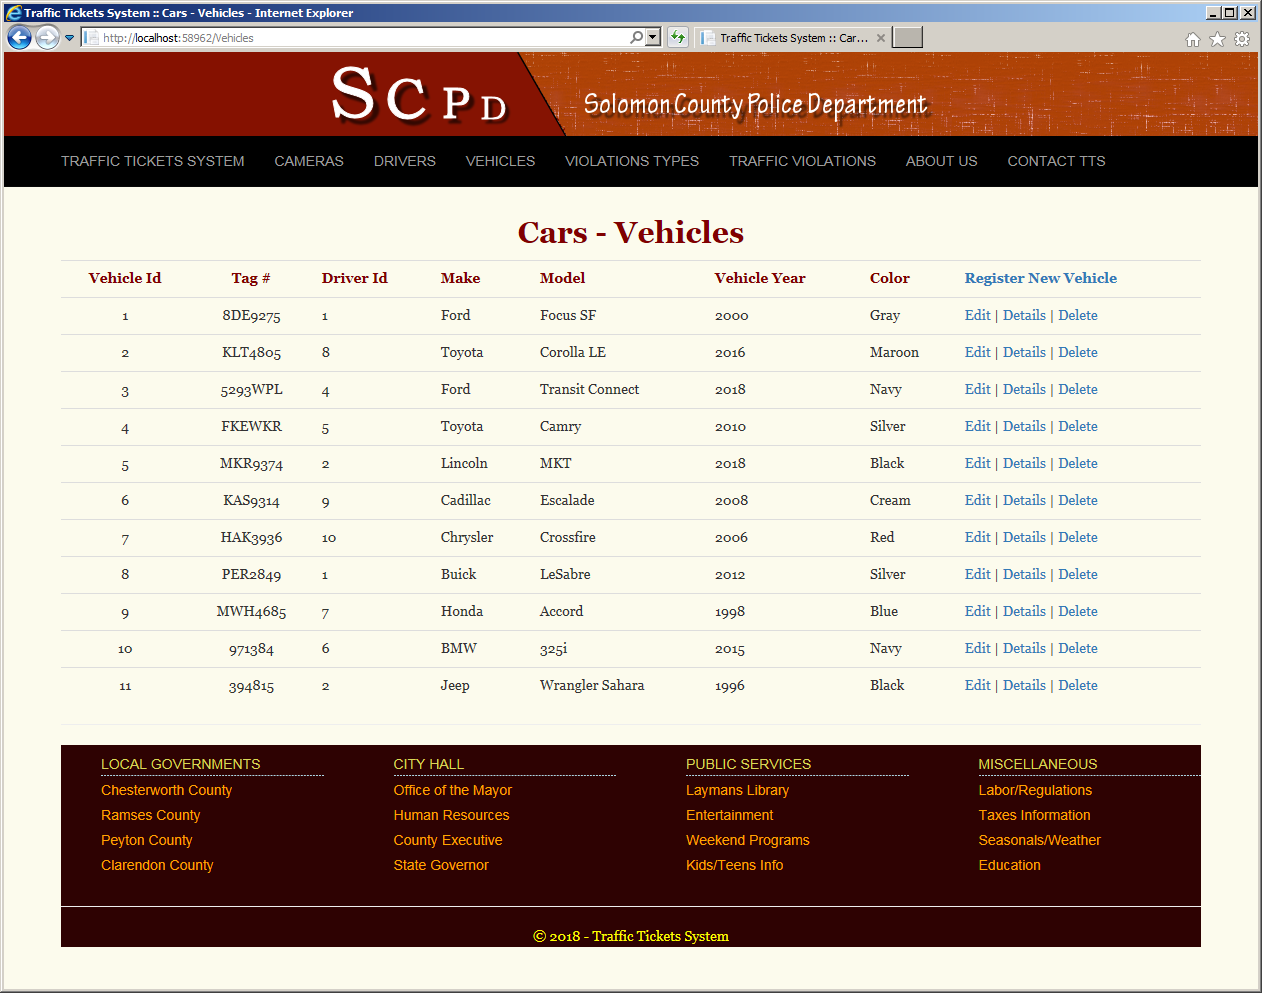 Traffic Tickets System :: Cars - Vehicles - Internet Explorer
http://localhost:58962/Vehicles
Traffic Tickets System :: Car...
SCPD
Solomon County Police Department
TRAFFIC TICKETS SYSTEM CAMERAS DRIVERS VEHICLES VIOLATIONS TYPES TRAFFIC VIOLATIONS ABOUT US CONTACT TTS
Cars - Vehicles
Vehicle Id Tag # Driver Id Make Model Vehicle Year Color Register New Vehicle
1 8DE9275 1 Ford Focus SF 2000 Gray Edit | Details | Delete
2 KLT4805 8 Toyota Corolla LE 2016 Maroon Edit | Details | Delete
3 5293WPL 4 Ford Transit Connect 2018 Navy Edit | Details | Delete
4 FKEWKR 5 Toyota Camry 2010 Silver Edit | Details | Delete
5 MKR9374 2 Lincoln MKT 2018 Black Edit | Details | Delete
6 KAS9314 9 Cadillac Escalade 2008 Cream Edit | Details | Delete
7 HAK3936 10 Chrysler Crossfire 2006 Red Edit | Details | Delete
8 PER2849 1 Buick LeSabre 2012 Silver Edit | Details | Delete
9 MWH4685 7 Honda Accord 1998 Blue Edit | Details | Delete
10 971384 6 BMW 325i 2015 Navy Edit | Details | Delete
11 394815 2 Jeep Wrangler Sahara 1996 Black Edit | Details | Delete
LOCAL GOVERNMENTS CITY HALL PUBLIC SERVICES MISCELLANEOUS
Chesterworth County Office of the Mayor Laymans Library Labor/Regulations
Ramses County Human Resources Entertainment Taxes Information
Peyton County County Executive Weekend Programs Seasonals/Weather
Clarendon County State Governor Kids/Teens Info Education
© 2018 - Traffic Tickets System